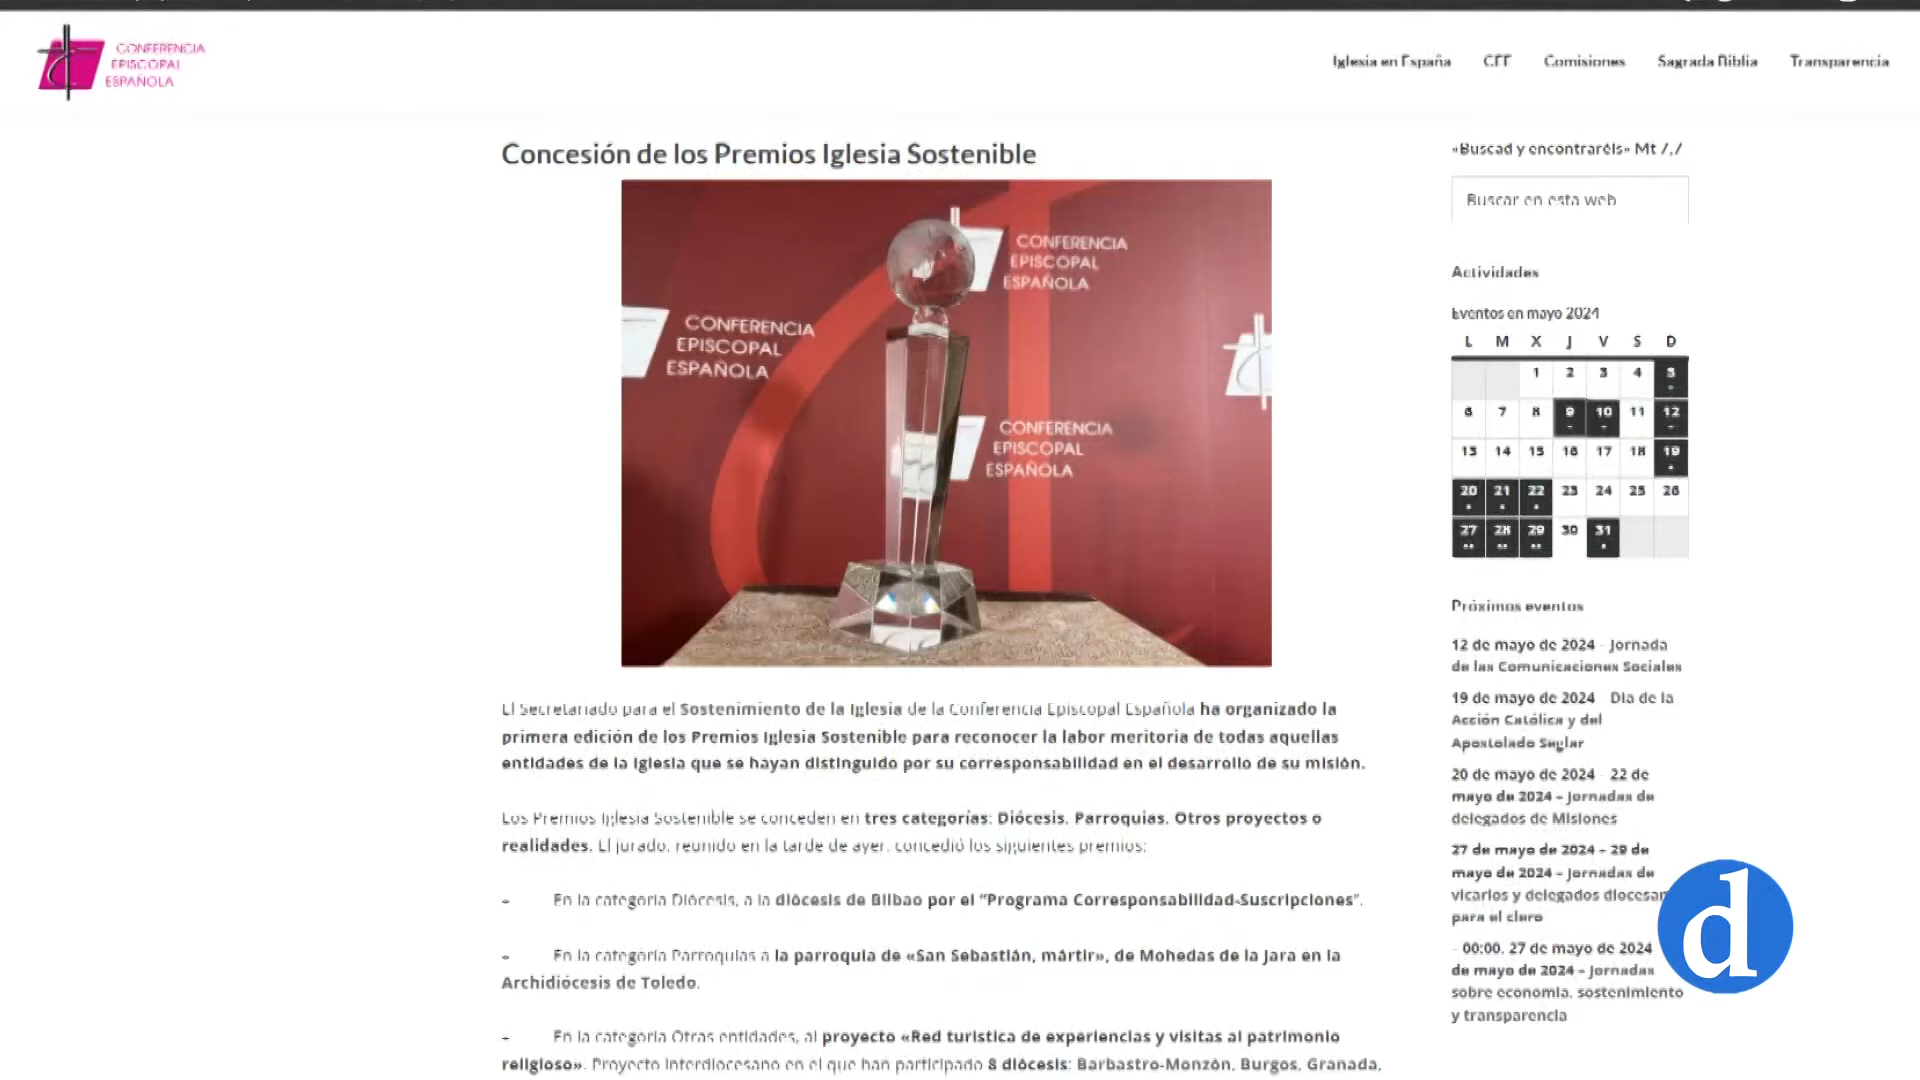 CONFERENCIA
EPISCOPAL
ESPAÑOLA
Iglesia en España CEE Comisiones Sagrada Biblia Transparencia
Concesión de los Premios Iglesia Sostenible
CONFERENCIA
EPISCOPAL
ESPAÑOLA
CONFERENCIA
EPISCOPAL
ESPAÑOLA
CONFERENCIA
EPISCOPAL
ESPAÑOLA
El Secretariado para el Sostenimiento de la Iglesia de la Conferencia Episcopal Española ha organizado la
primera edición de los Premios Iglesia Sostenible para reconocer la labor meritoria de todas aquellas
entidades de la Iglesia que se hayan distinguido por su corresponsabilidad en el desarrollo de su misión.
Los Premios Iglesia Sostenible se conceden en tres categorías: Diócesis, Parroquias, Otros proyectos o
realidades. El jurado, reunido en la tarde de ayer, concedió los siguientes premios:
– En la categoría Diócesis, a la diócesis de Bilbao por el “Programa Corresponsabilidad-Suscripciones”.
– En la categoría Parroquias a la parroquia de «San Sebastián, mártir», de Mohedas de la Jara en la
Archidiócesis de Toledo.
– En la categoría Otras entidades, al proyecto «Red turística de experiencias y visitas al patrimonio
religioso». Proyecto interdiocesano en el que han participado 8 diócesis: Barbastro-Monzón, Burgos, Granada,
«Buscad y encontraréis» Mt 7,7
Buscar en esta web
Actividades
Eventos en mayo 2024
L M X J V S D
1 2 3 4 5
6 7 8 9 10 11 12
13 14 15 16 17 18 19
20 21 22 23 24 25 26
27 28 29 30 31
Próximos eventos
12 de mayo de 2024 - Jornada
de las Comunicaciones Sociales
19 de mayo de 2024 - Día de la
Acción Católica y del
Apostolado Seglar
20 de mayo de 2024 - 22 de
mayo de 2024 - Jornadas de
delegados de Misiones
27 de mayo de 2024 - 29 de
mayo de 2024 - Jornadas de
vicarios y delegados
para el clero
- 00:00, 27 de mayo de 2024
de mayo de 2024 - Jornadas
sobre economía, sostenimiento
y transparencia
d